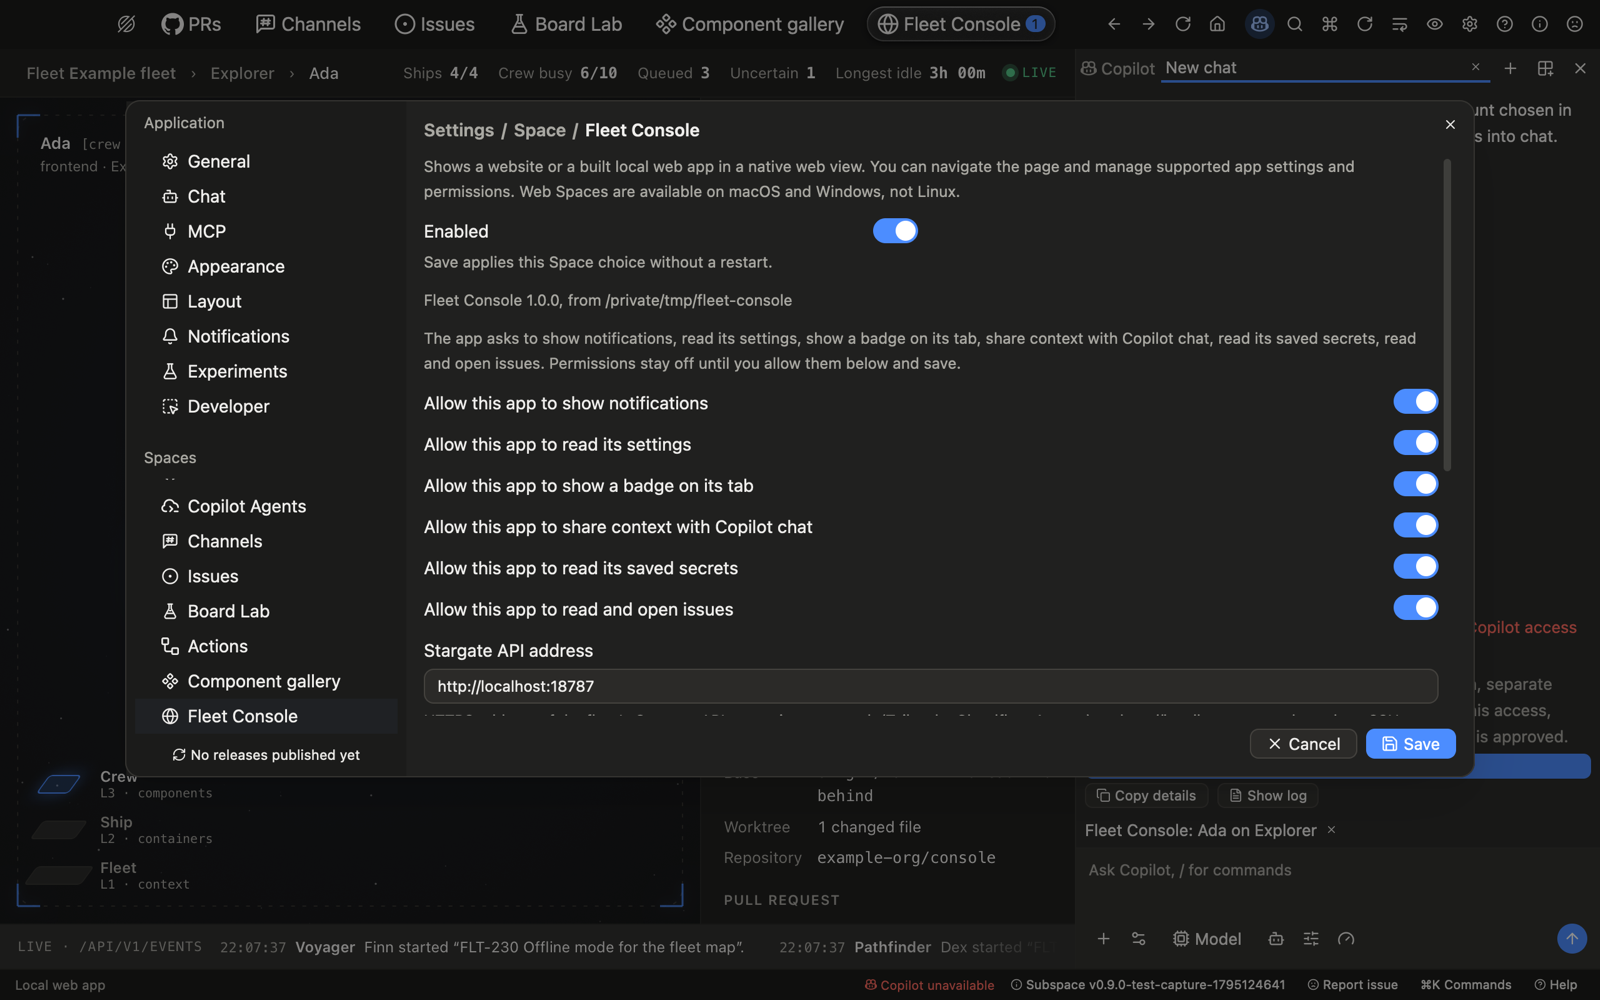 PRs
Channels
Issues
Board Lab
Component gallery
Fleet Console 1
Fleet Example fleet › Explorer › Ada
Ships 4/4
Crew busy 6/10
Queued 3
Uncertain 1
Longest idle 3h 00m
LIVE
Copilot
New chat
Ada [crew
frontend · Ex
Application
General
Chat
MCP
Appearance
Layout
Notifications
Experiments
Developer
Spaces
Copilot Agents
Channels
Issues
Board Lab
Actions
Component gallery
Fleet Console
No releases published yet
Settings / Space / Fleet Console
Shows a website or a built local web app in a native web view. You can navigate the page and manage supported app settings and
permissions. Web Spaces are available on macOS and Windows, not Linux.
Enabled
Save applies this Space choice without a restart.
Fleet Console 1.0.0, from /private/tmp/fleet-console
The app asks to show notifications, read its settings, show a badge on its tab, share context with Copilot chat, read its saved secrets, read
and open issues. Permissions stay off until you allow them below and save.
Allow this app to show notifications
Allow this app to read its settings
Allow this app to show a badge on its tab
Allow this app to share context with Copilot chat
Allow this app to read its saved secrets
Allow this app to read and open issues
Stargate API address
http://localhost:18787
Cancel
Save
unt chosen in
s into chat.
Copilot access
, separate
is access,
is approved.
Crew
L3 · components
Ship
L2 · containers
Fleet
L1 · context
behind
Worktree 1 changed file
Repository example-org/console
PULL REQUEST
Copy details
Show log
Fleet Console: Ada on Explorer ×
Ask Copilot, / for commands
Model
LIVE · /API/V1/EVENTS
22:07:37 Voyager Finn started “FLT-230 Offline mode for the fleet map”.
22:07:37 Pathfinder Dex started “FL
Local web app
Copilot unavailable
Subspace v0.9.0-test-capture-1795124641
Report issue
⌘K Commands
Help